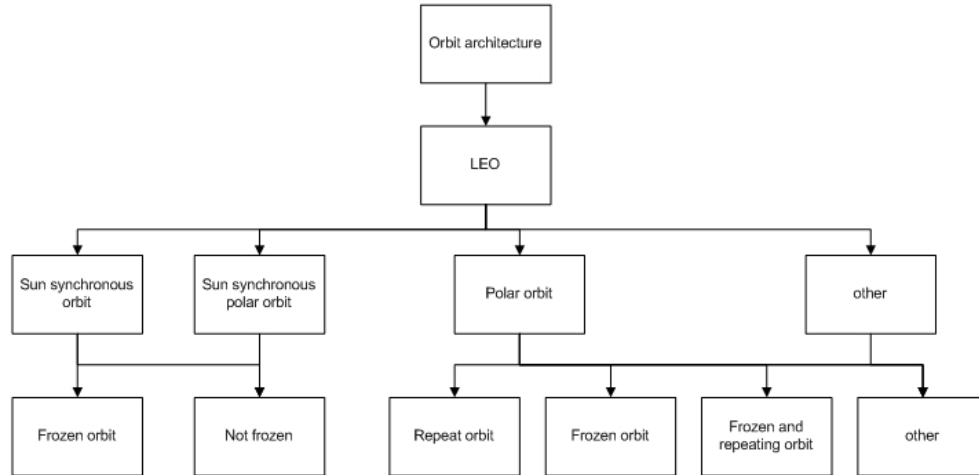 Orbit architecture
LEO
Sun synchronous
orbit
Sun synchronous
polar orbit
Polar orbit
other
Frozen orbit
Not frozen
Repeat orbit
Frozen orbit
Frozen and
repeating orbit
other